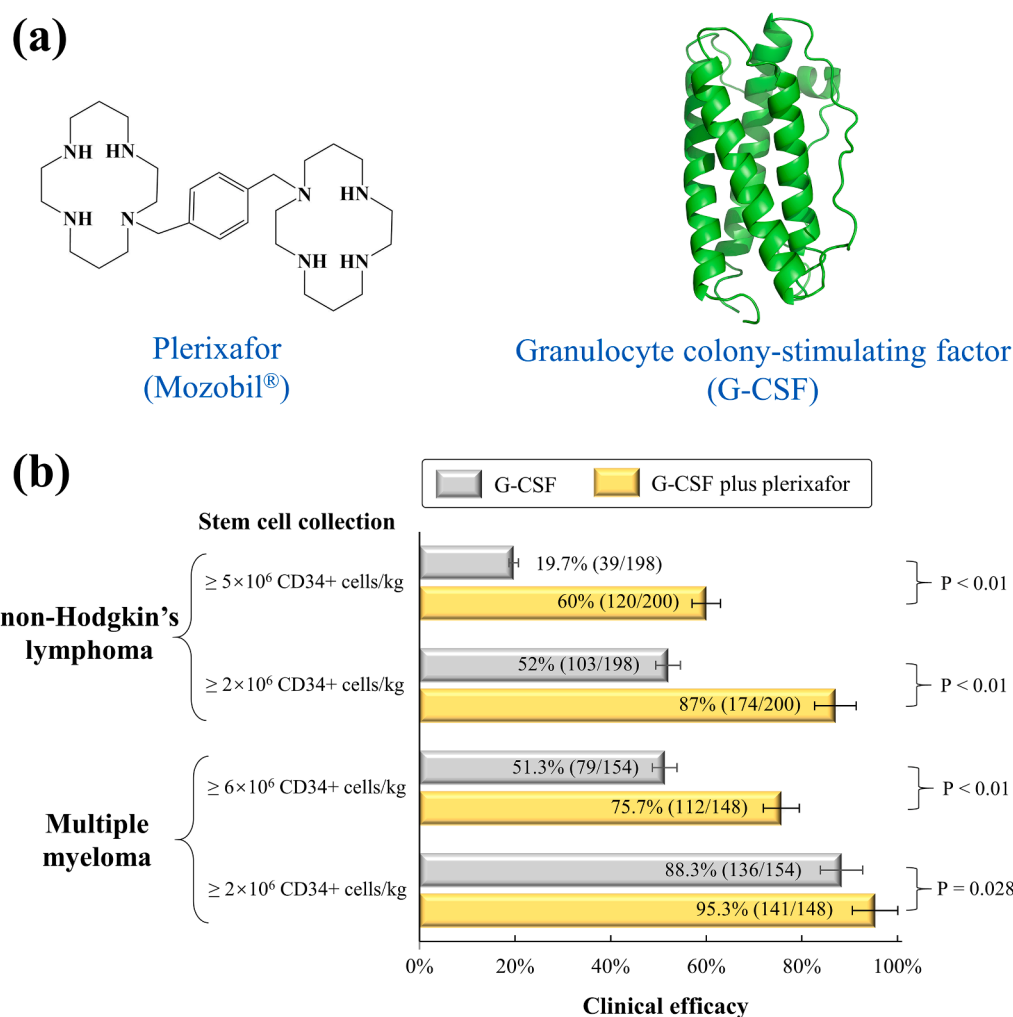 (a)
NH HN
NH N
N HN
NH HN
Plerixafor
(Mozobil®)
Granulocyte colony-stimulating factor
(G-CSF)
(b)
G-CSF
G-CSF plus plerixafor
Stem cell collection
non-Hodgkin's
lymphoma
≥ 5×10⁶ CD34+ cells/kg
19.7% (39/198)
60% (120/200)
P < 0.01
≥ 2×10⁶ CD34+ cells/kg
52% (103/198)
87% (174/200)
P < 0.01
Multiple
myeloma
≥ 6×10⁶ CD34+ cells/kg
51.3% (79/154)
75.7% (112/148)
P < 0.01
≥ 2×10⁶ CD34+ cells/kg
88.3% (136/154)
95.3% (141/148)
P = 0.028
0% 20% 40% 60% 80% 100%
Clinical efficacy